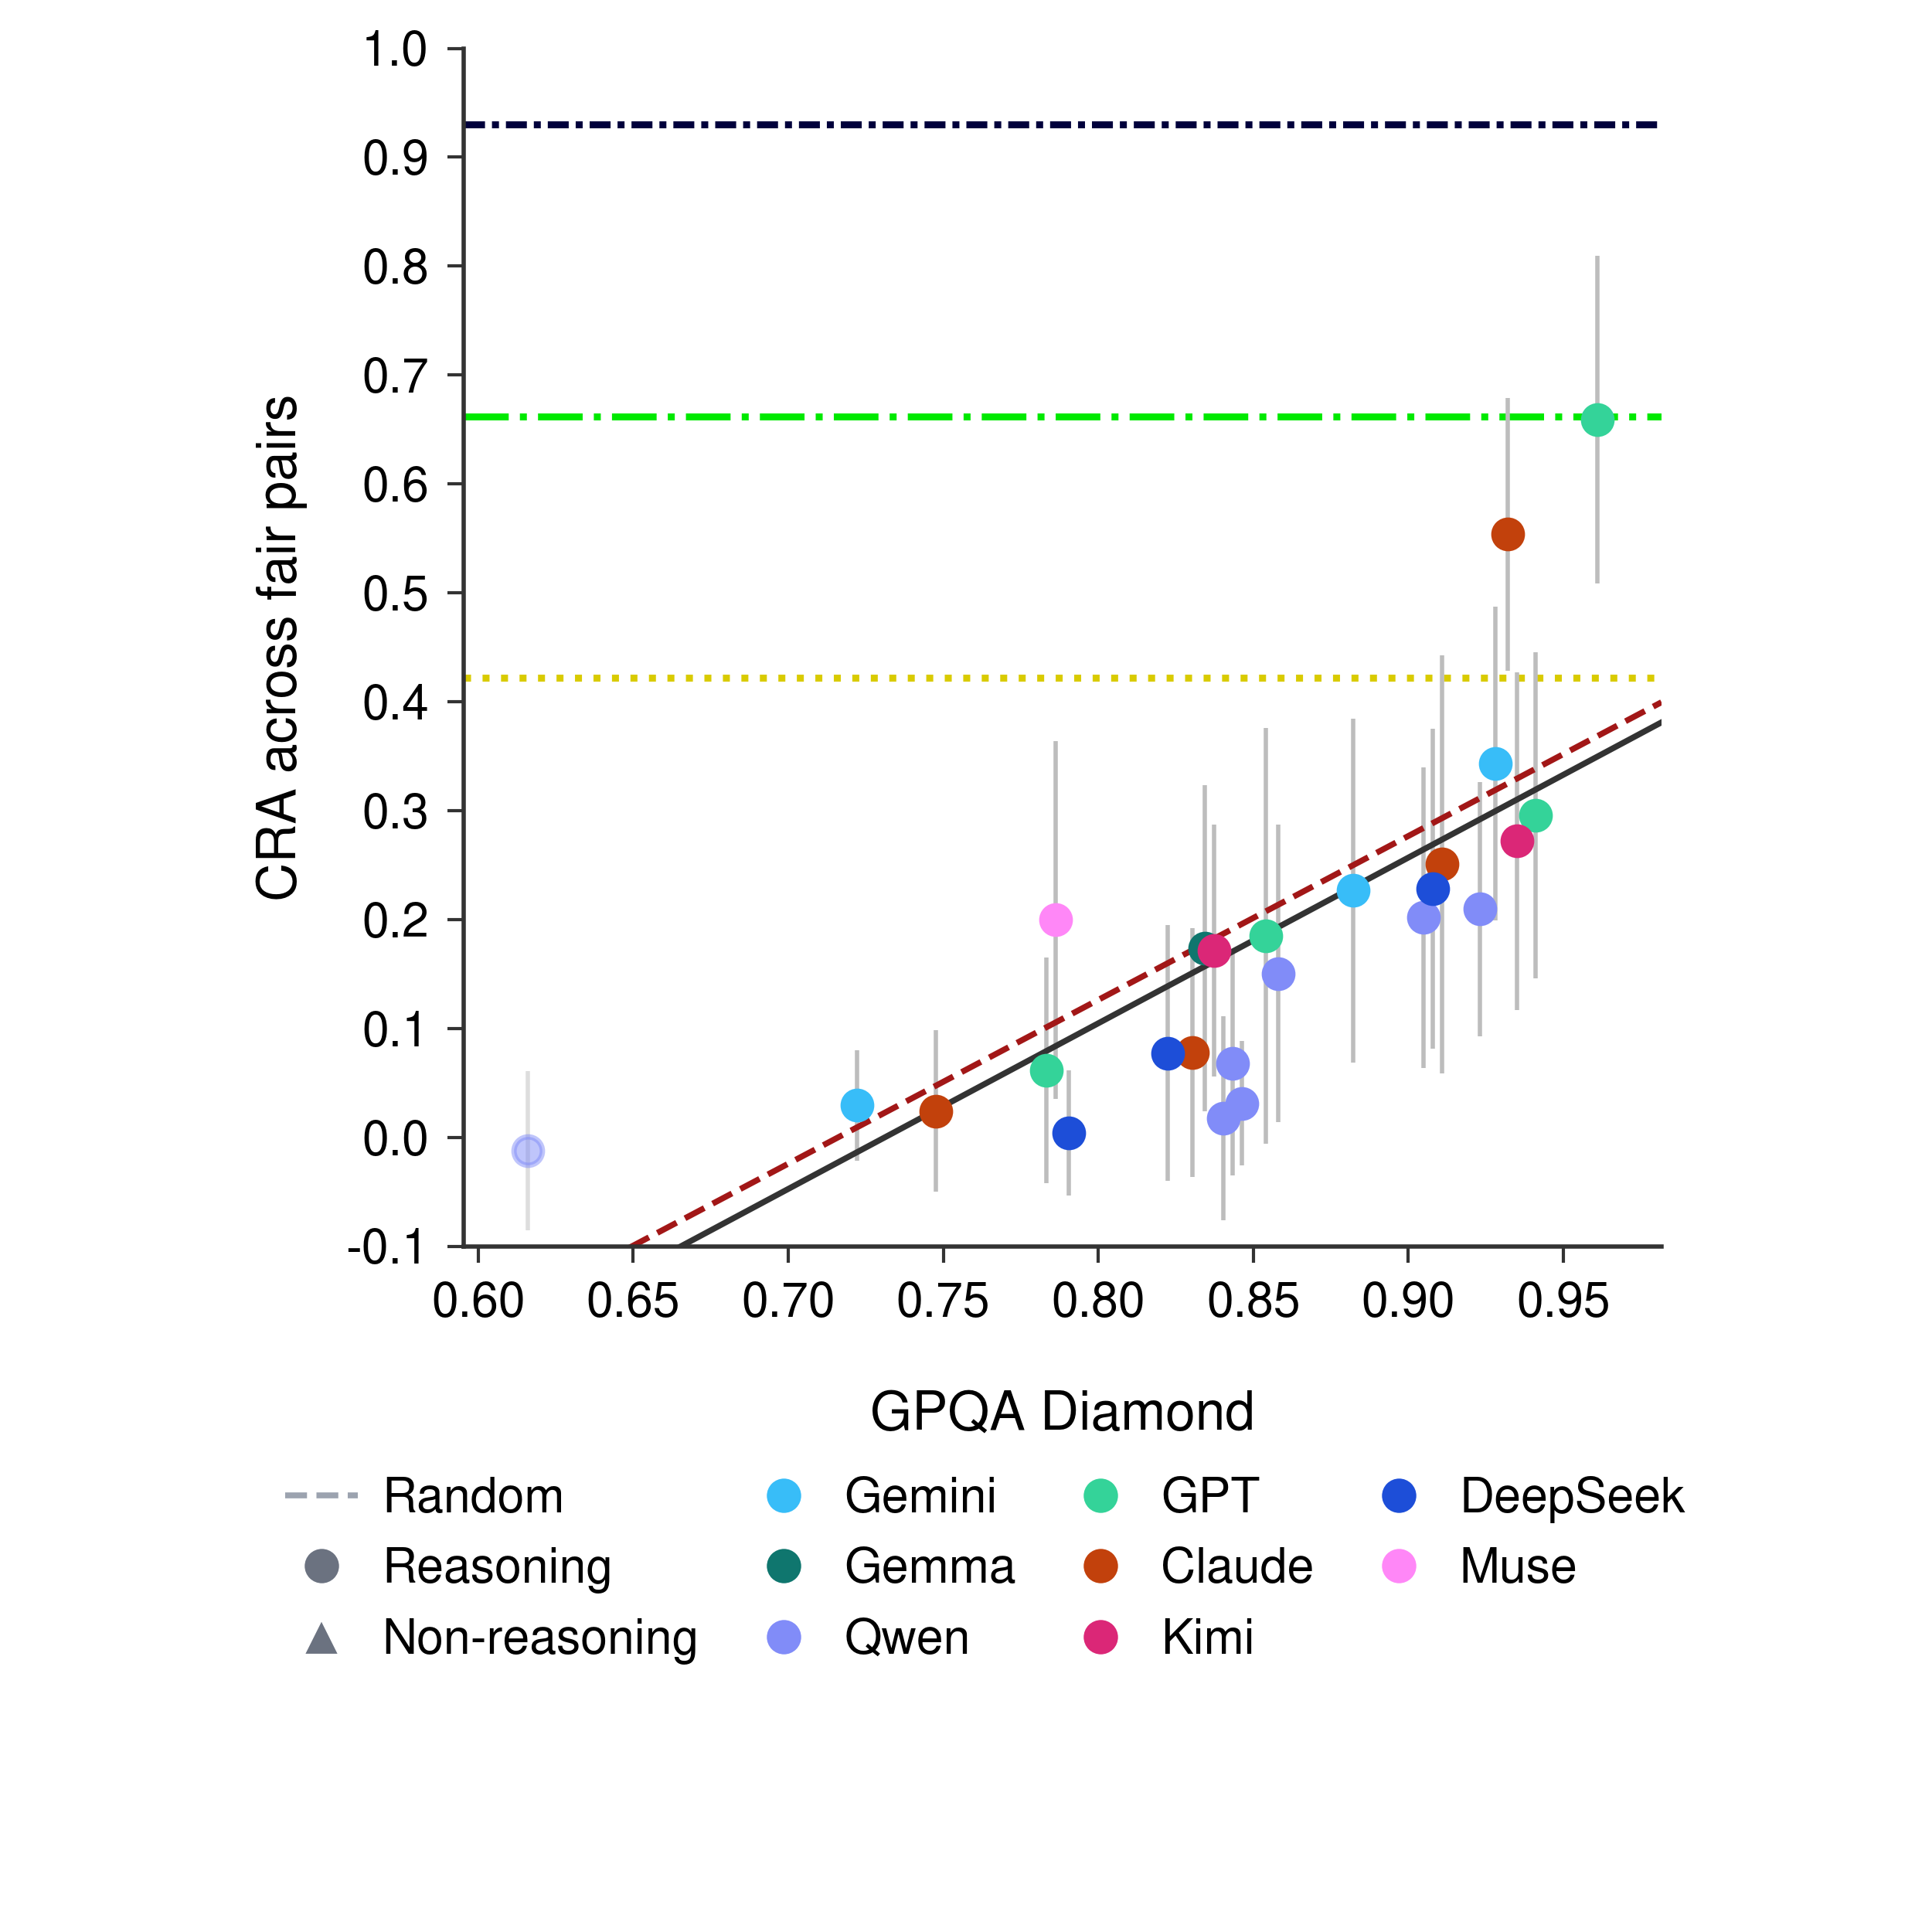 1.0
0.9
0.8
0.7
0.6
0.5
0.4
0.3
0.2
0.1
0.0
-0.1
CRA across fair pairs
0.60 0.65 0.70 0.75 0.80 0.85 0.90 0.95
GPQA Diamond
Random Gemini GPT DeepSeek
Reasoning Gemma Claude Muse
Non-reasoning Qwen Kimi